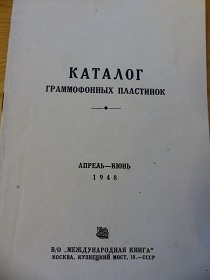 КАТАЛОГ
ГРАММОФОННЫХ ПЛАСТИНОК
АПРЕЛЬ—ИЮНЬ
1948
В/О „МЕЖДУНАРОДНАЯ КНИГА"
МОСКВА, КУЗНЕЦКИЙ МОСТ, 18.—СССР